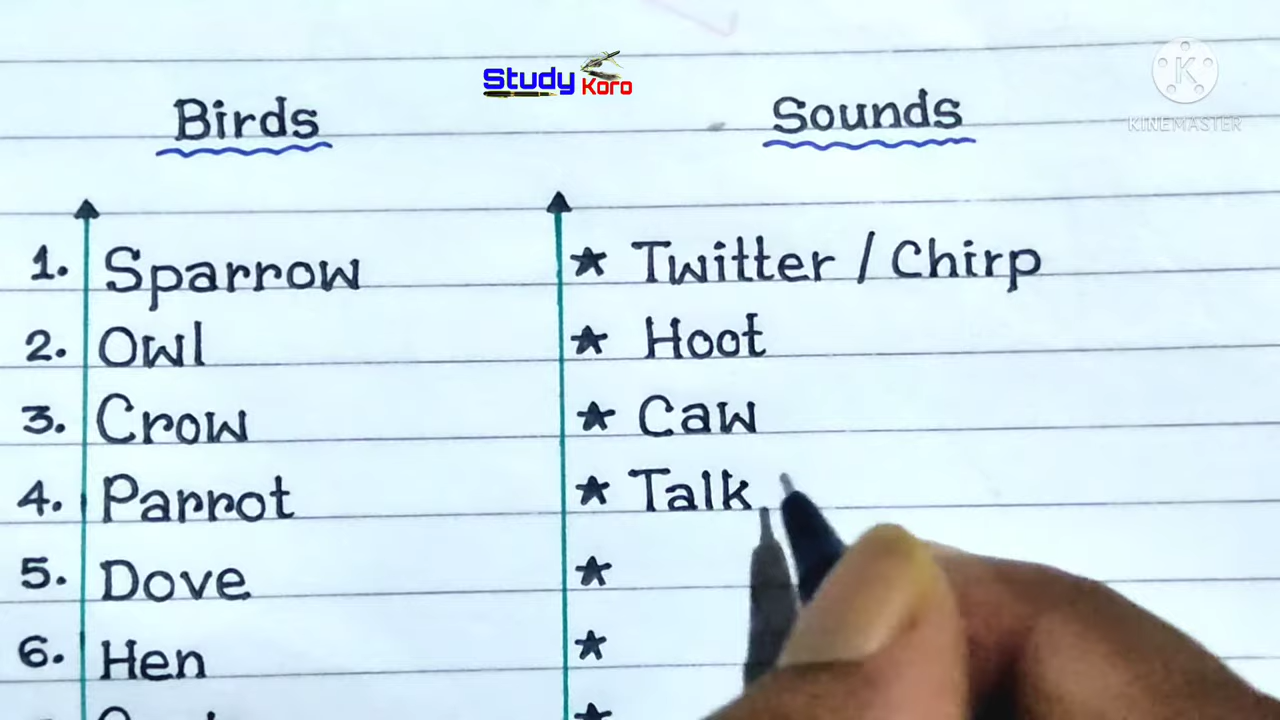 Study Koro
KINEMASTER
Birds Sounds
1. Sparrow ★ Twitter / Chirp
2. Owl ★ Hoot
3. Crow ★ Caw
4. Parrot ★ Talk
5. Dove ★
6. Hen ★